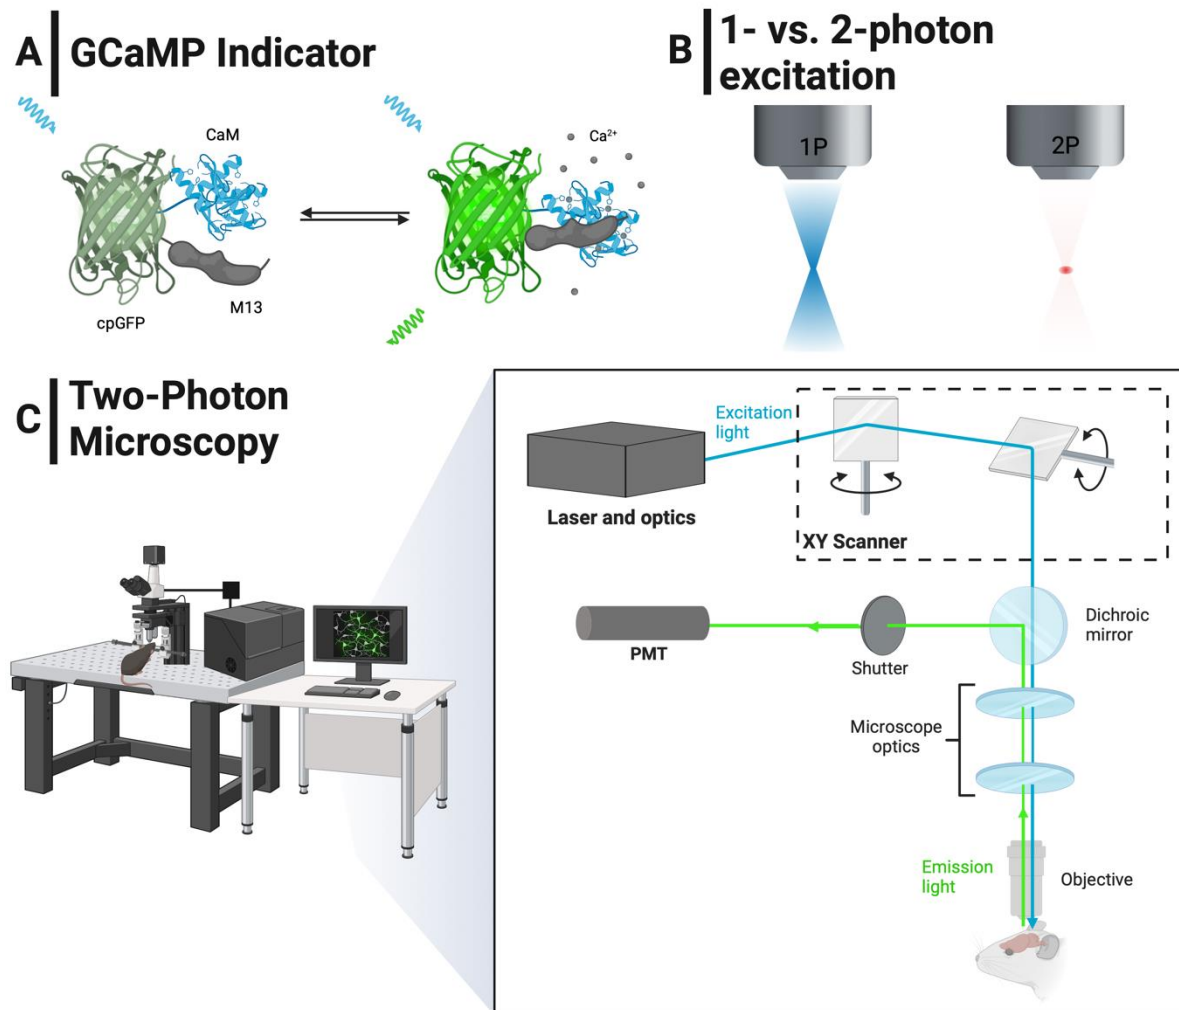 A
GCaMP Indicator
CaM
Ca²⁺
cpGFP
M13
B
1- vs. 2-photon
excitation
1P
2P
C
Two-Photon
Microscopy
Excitation
light
Laser and optics
XY Scanner
PMT
Shutter
Dichroic
mirror
Microscope
optics
Emission
light
Objective